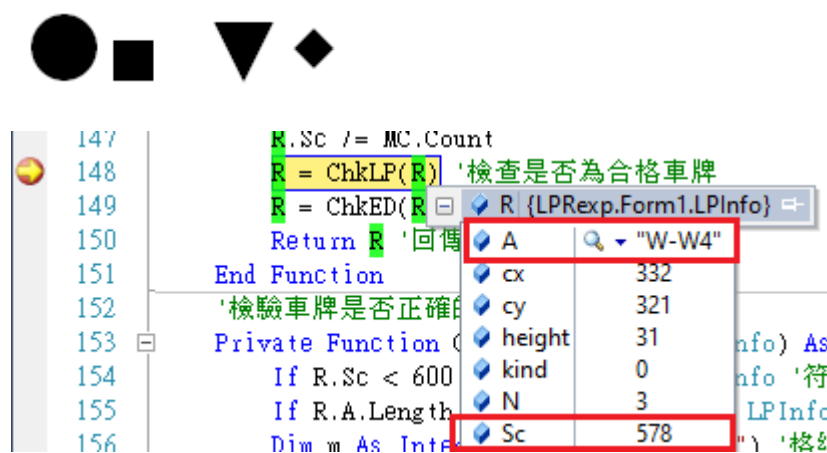 147 R.Sc /= MC.Count
148 R = ChkLP(R) '檢查是否為合格車牌
149 R = ChkED(R R {LPRexp.Form1.LPInfo}
150 Return R '回傳 A "W-W4"
151 End Function cx 332
152 '檢驗車牌是否正確 cy 321
153 Private Function height 31 nfo) As
154 If R.Sc < 600 kind 0 nfo '符
155 If R.A.Length N 3 LPInfo
156 Dim m As Inte Sc 578 ") '格